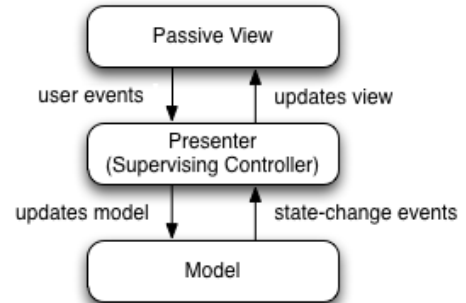 Passive View
user events
updates view
Presenter
(Supervising Controller)
updates model
state-change events
Model